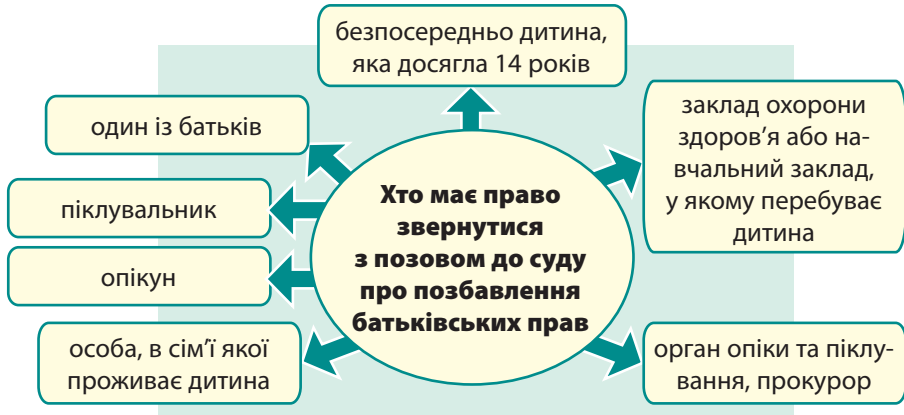 безпосередньо дитина,
яка досягла 14 років
один із батьків
піклувальник
опікун
особа, в сім'ї якої
проживає дитина
Хто має право
звернутися
з позовом до суду
про позбавлення
батьківських прав
заклад охорони
здоров'я або на-
вчальний заклад,
у якому перебуває
дитина
орган опіки та піклу-
вання, прокурор